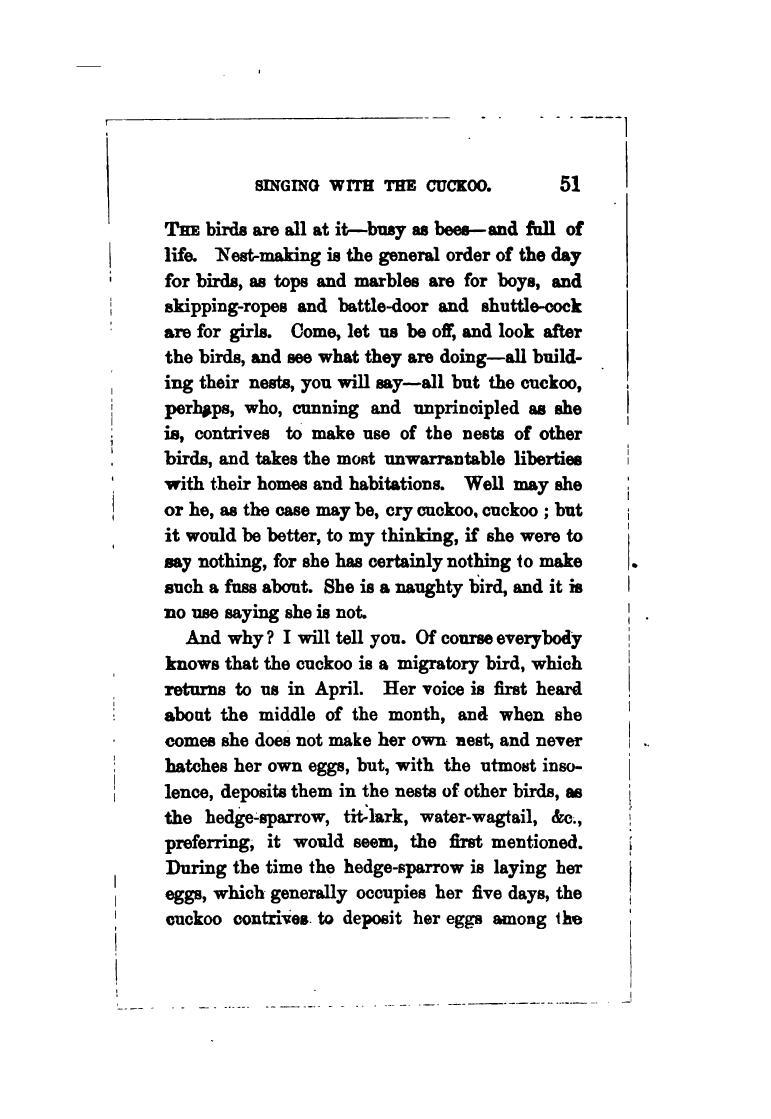 SINGING WITH THE CUCKOO. 51
THE birds are all at it—busy as bees—and full of
life. Nest-making is the general order of the day
for birds, as tops and marbles are for boys, and
skipping-ropes and battle-door and shuttle-cock
are for girls. Come, let us be off, and look after
the birds, and see what they are doing—all build-
ing their nests, you will say—all but the cuckoo,
perhaps, who, cunning and unprincipled as she
is, contrives to make use of the nests of other
birds, and takes the most unwarrantable liberties
with their homes and habitations. Well may she
or he, as the case may be, cry cuckoo, cuckoo ; but
it would be better, to my thinking, if she were to
say nothing, for she has certainly nothing to make
such a fuss about. She is a naughty bird, and it is
no use saying she is not.
And why? I will tell you. Of course everybody
knows that the cuckoo is a migratory bird, which
returns to us in April. Her voice is first heard
about the middle of the month, and when she
comes she does not make her own nest, and never
hatches her own eggs, but, with the utmost inso-
lence, deposits them in the nests of other birds, as
the hedge-sparrow, tit-lark, water-wagtail, &c.,
preferring, it would seem, the first mentioned.
During the time the hedge-sparrow is laying her
eggs, which generally occupies her five days, the
cuckoo contrives to deposit her eggs among the